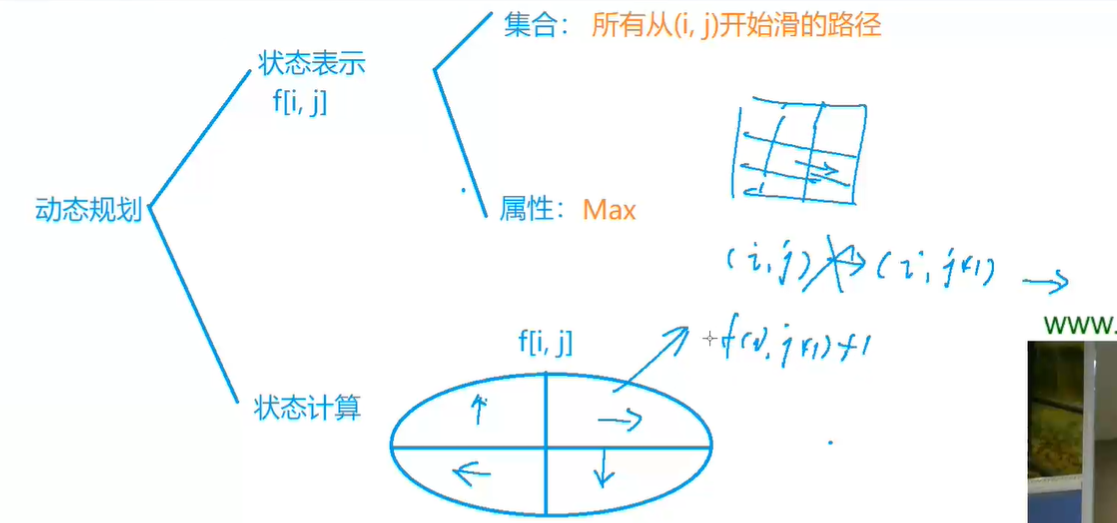 集合： 所有从(i, j)开始滑的路径
状态表示
f[i, j]
动态规划
属性：Max
(i, j) → (i, j+1) →
www.
f[i, j]
f(i, j+1)+1
状态计算